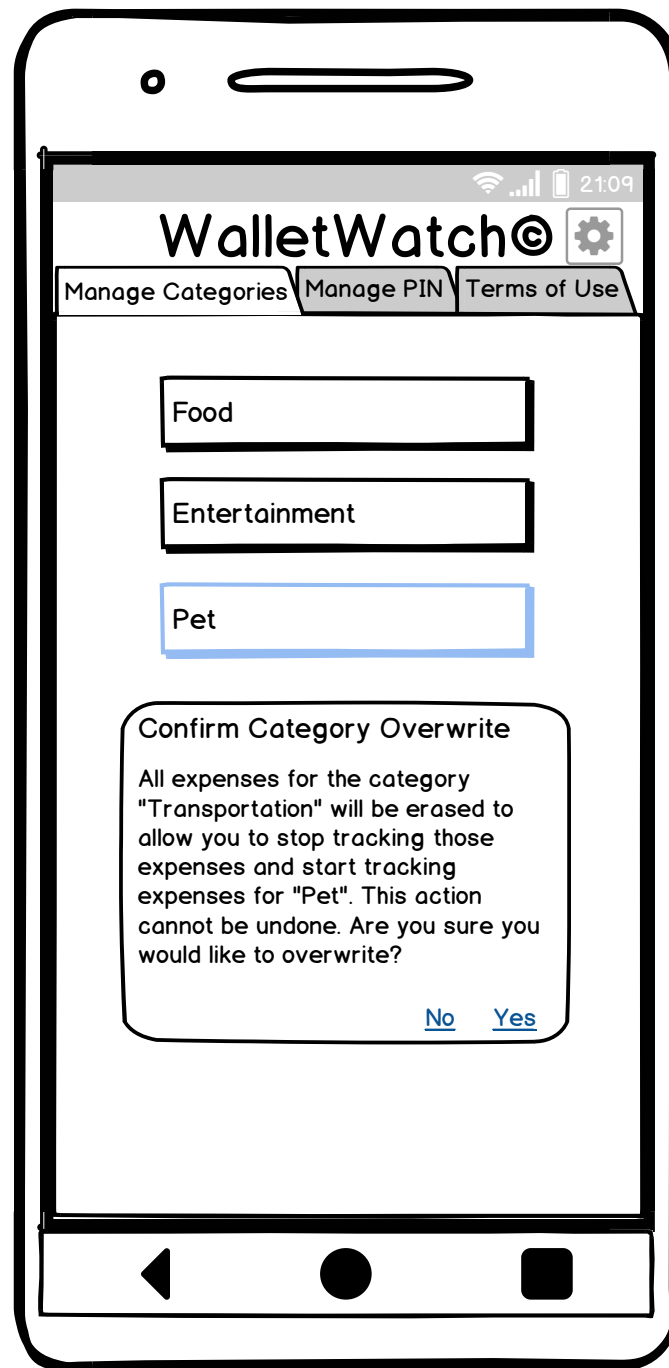 21:09
WalletWatch©
Manage Categories Manage PIN Terms of Use
Food
Entertainment
Pet
Confirm Category Overwrite
All expenses for the category
"Transportation" will be erased to
allow you to stop tracking those
expenses and start tracking
expenses for "Pet". This action
cannot be undone. Are you sure you
would like to overwrite?
No Yes